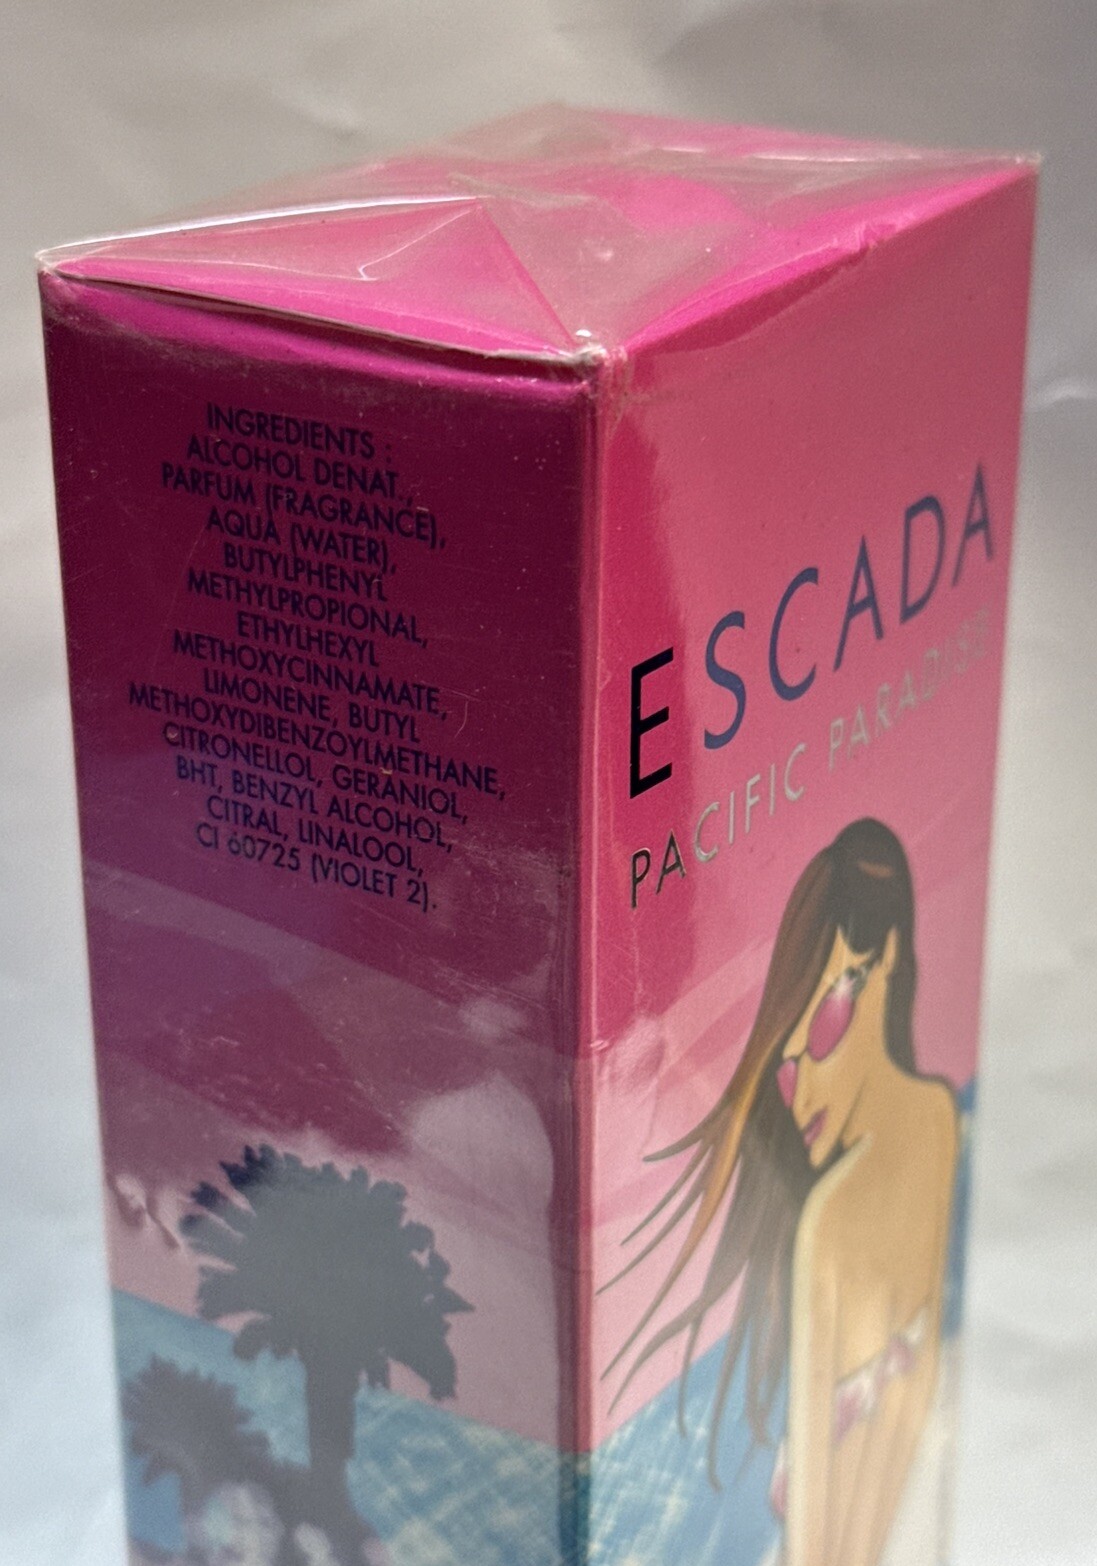 INGREDIENTS :
ALCOHOL DENAT.,
PARFUM (FRAGRANCE),
AQUA (WATER),
BUTYLPHENYL
METHYLPROPIONAL,
ETHYLHEXYL
METHOXYCINNAMATE,
LIMONENE, BUTYL
METHOXYDIBENZOYLMETHANE,
CITRONELLOL, GERANIOL,
BHT, BENZYL ALCOHOL,
CITRAL, LINALOOL,
CI 60725 (VIOLET 2).
ESCADA
PACIFIC PARADISE